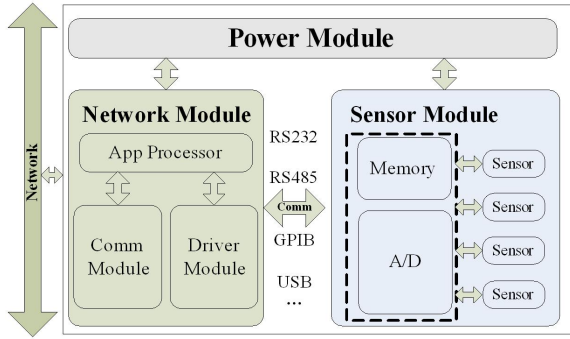 Power Module
Network
Network Module
App Processor
Comm
Module
Driver
Module
RS232
RS485
Comm
GPIB
USB
...
Sensor Module
Memory
A/D
Sensor
Sensor
Sensor
Sensor